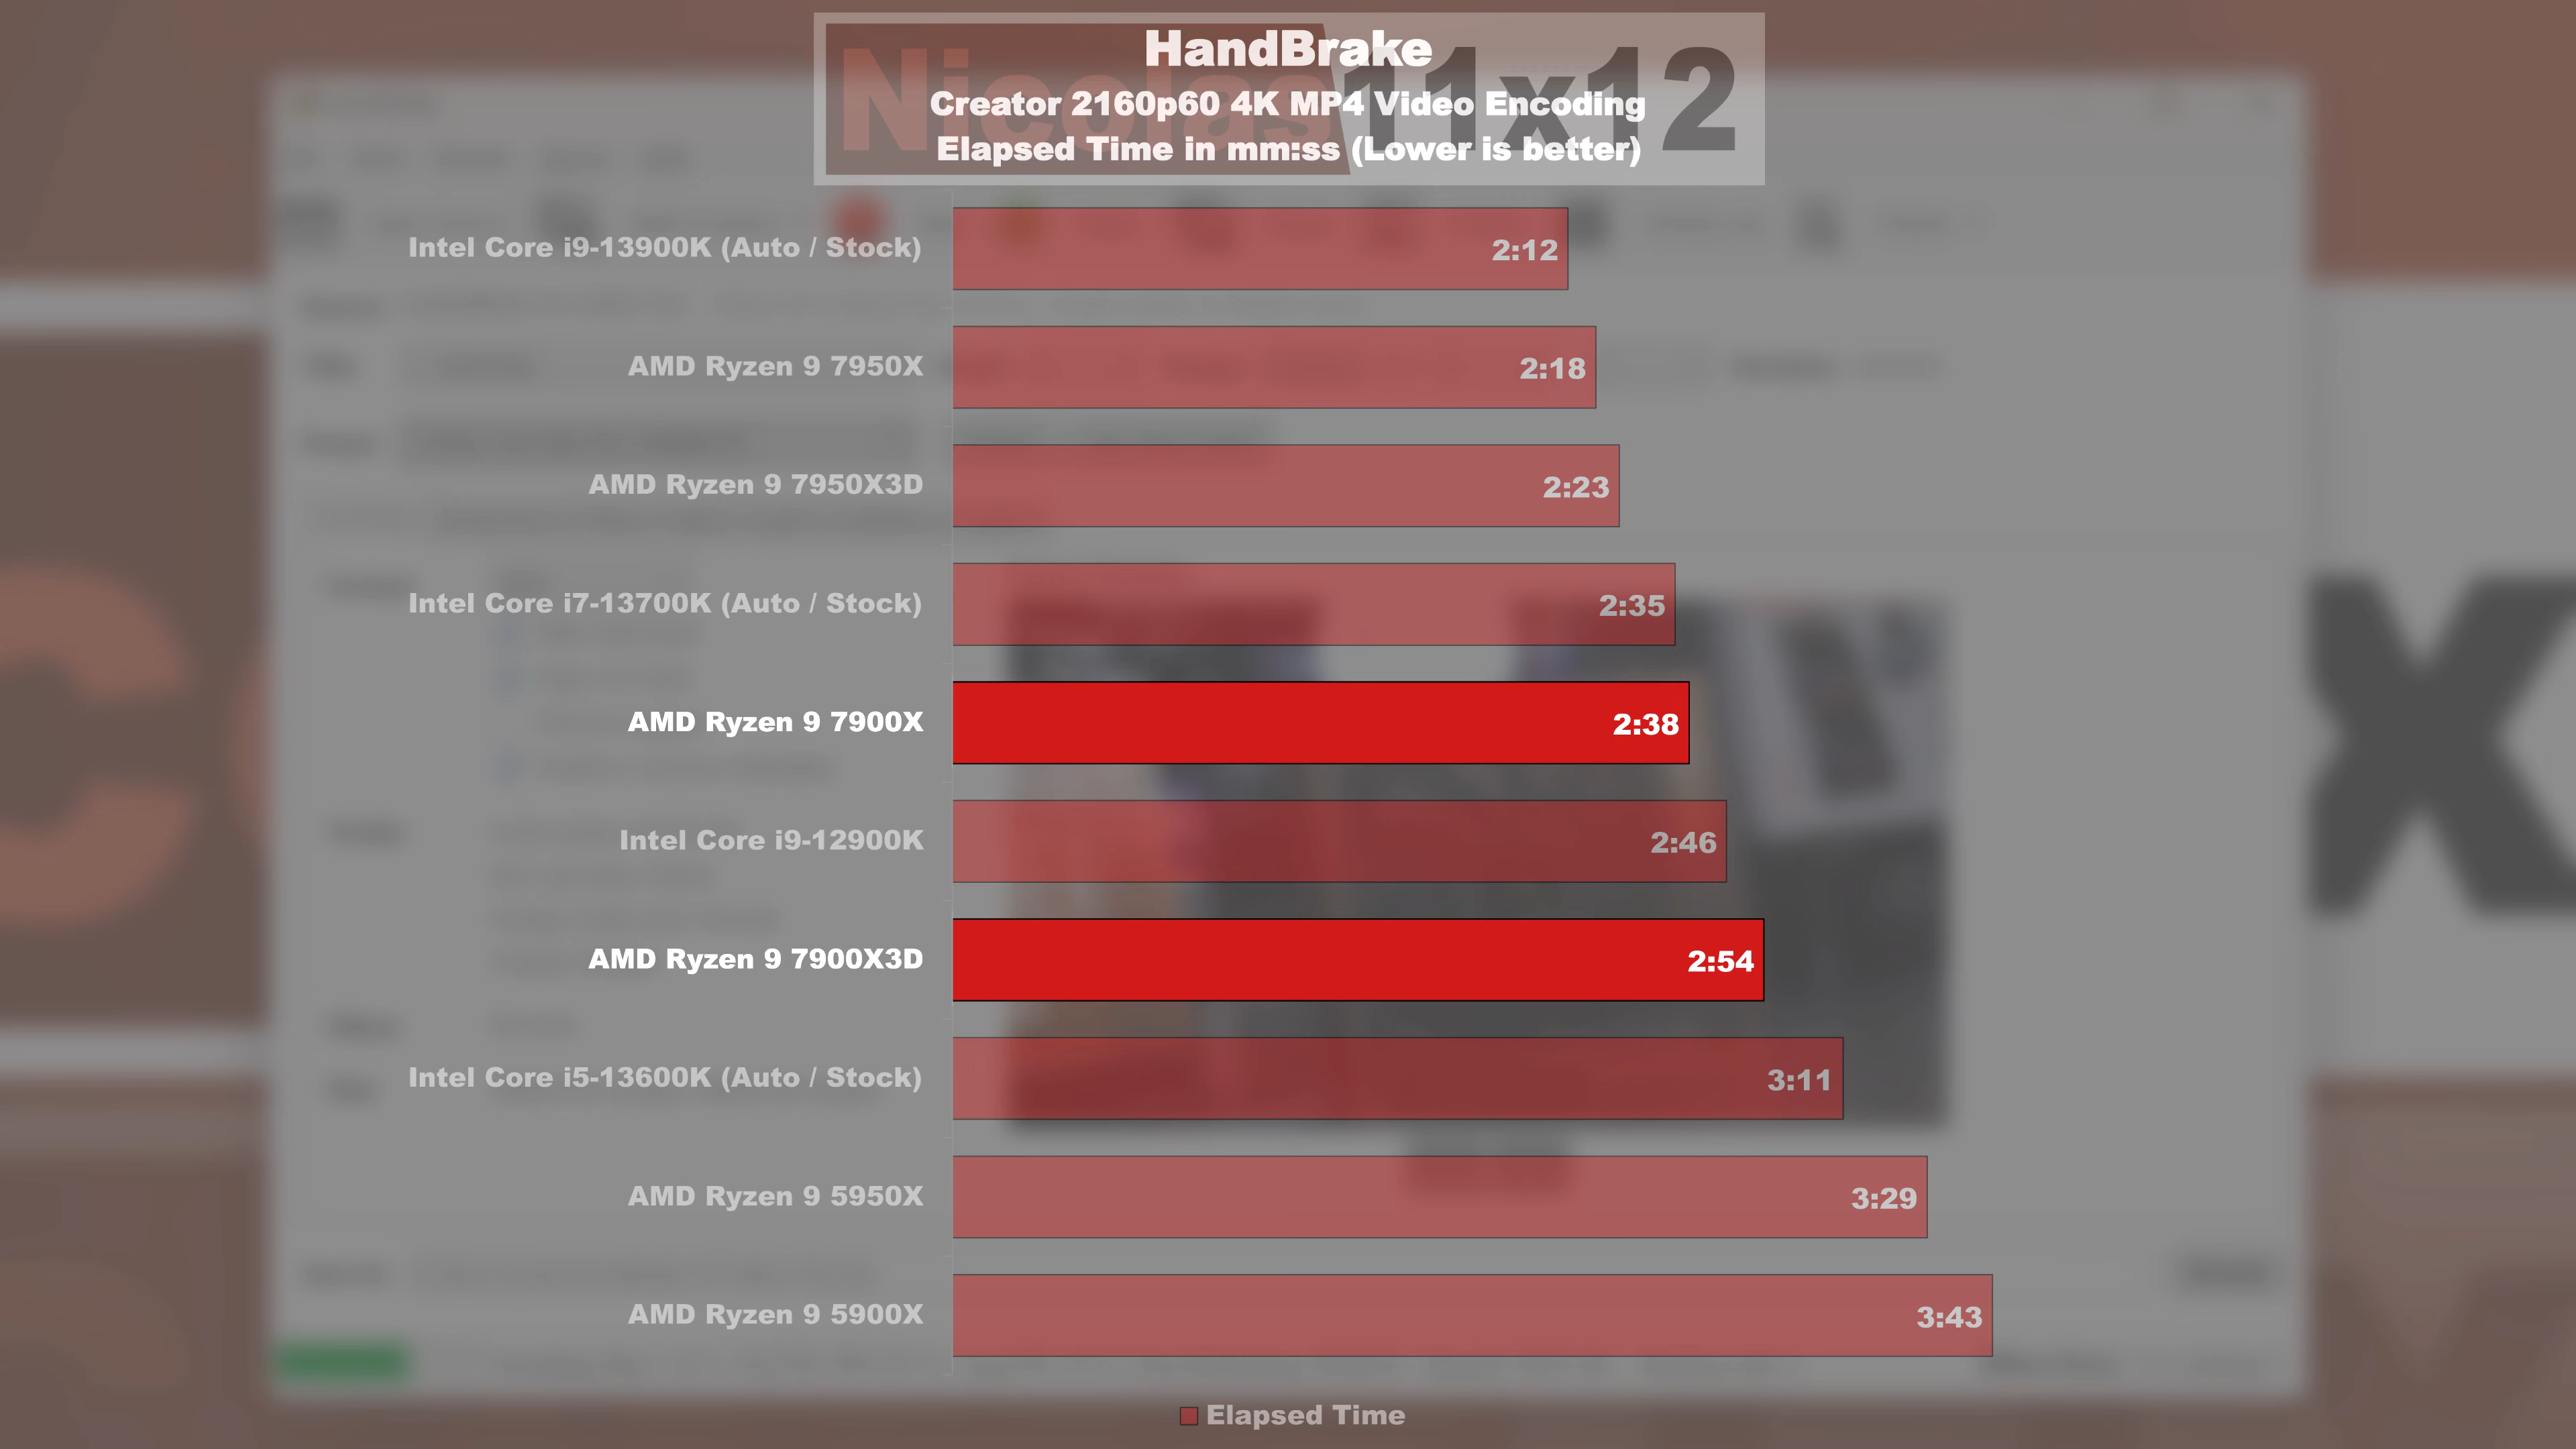 Nicolas11x12
HandBrake
Creator 2160p60 4K MP4 Video Encoding
Elapsed Time in mm:ss (Lower is better)
Intel Core i9-13900K (Auto / Stock) 2:12
AMD Ryzen 9 7950X 2:18
AMD Ryzen 9 7950X3D 2:23
Intel Core i7-13700K (Auto / Stock) 2:35
AMD Ryzen 9 7900X 2:38
Intel Core i9-12900K 2:46
AMD Ryzen 9 7900X3D 2:54
Intel Core i5-13600K (Auto / Stock) 3:11
AMD Ryzen 9 5950X 3:29
AMD Ryzen 9 5900X 3:43
Elapsed Time